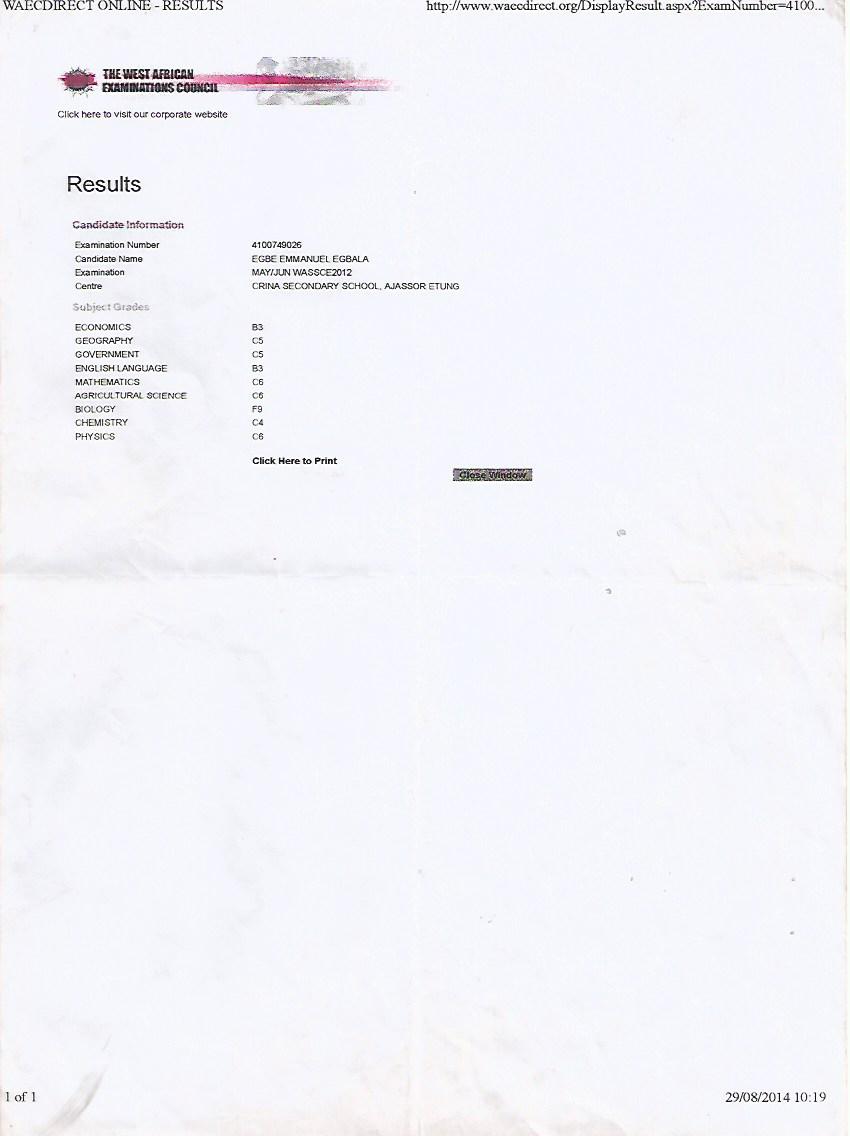 WAECDIRECT ONLINE - RESULTS http://www.waecdirect.org/DisplayResult.aspx?ExamNumber=4100...
THE WEST AFRICAN
EXAMINATIONS COUNCIL
Click here to visit our corporate website
Results
Candidate Information
Examination Number 4100749026
Candidate Name EGBE EMMANUEL EGBALA
Examination MAY/JUN WASSCE2012
Centre CRINA SECONDARY SCHOOL, AJASSOR ETUNG
Subject Grades
ECONOMICS B3
GEOGRAPHY C5
GOVERNMENT C5
ENGLISH LANGUAGE B3
MATHEMATICS C6
AGRICULTURAL SCIENCE C6
BIOLOGY F9
CHEMISTRY C4
PHYSICS C6
Click Here to Print
Close Window
1 of 1 29/08/2014 10:19